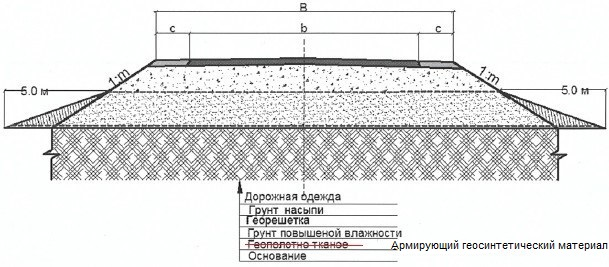 B
c b c
1:m 1:m
5.0 м 5.0 м
Дорожная одежда
Грунт насыпи
Георешетка
Грунт повышеной влажности
Геополотно тканое Армирующий геосинтетический материал
Основание